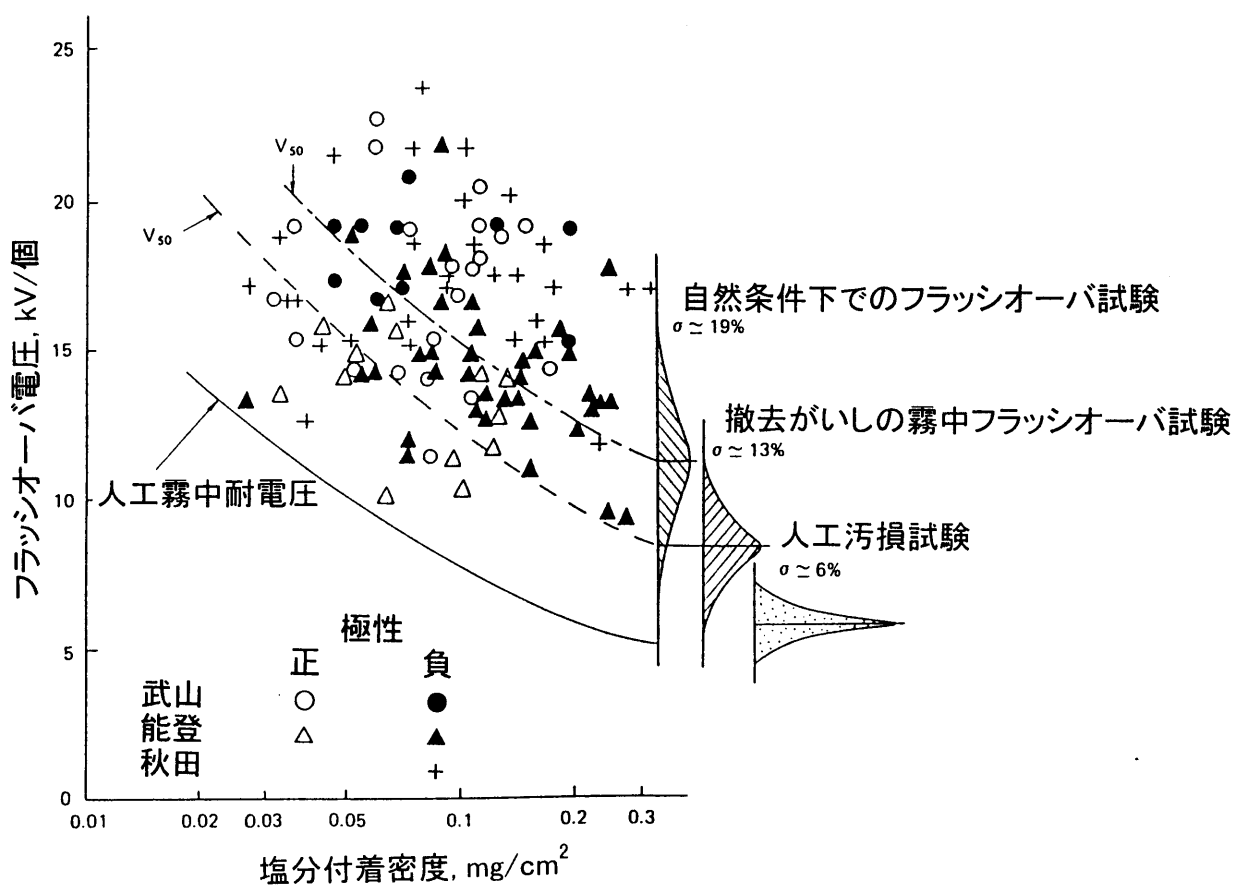 フラッシオーバ電圧, kV/個
25
20
15
10
5
0
V50
V50
自然条件下でのフラッシオーバ試験
σ ≃ 19%
撤去がいしの霧中フラッシオーバ試験
σ ≃ 13%
人工汚損試験
σ ≃ 6%
人工霧中耐電圧
極性
正 負
武山 ○ ●
能登 △ ▲
秋田 +
0.01 0.02 0.03 0.05 0.1 0.2 0.3
塩分付着密度, mg/cm²